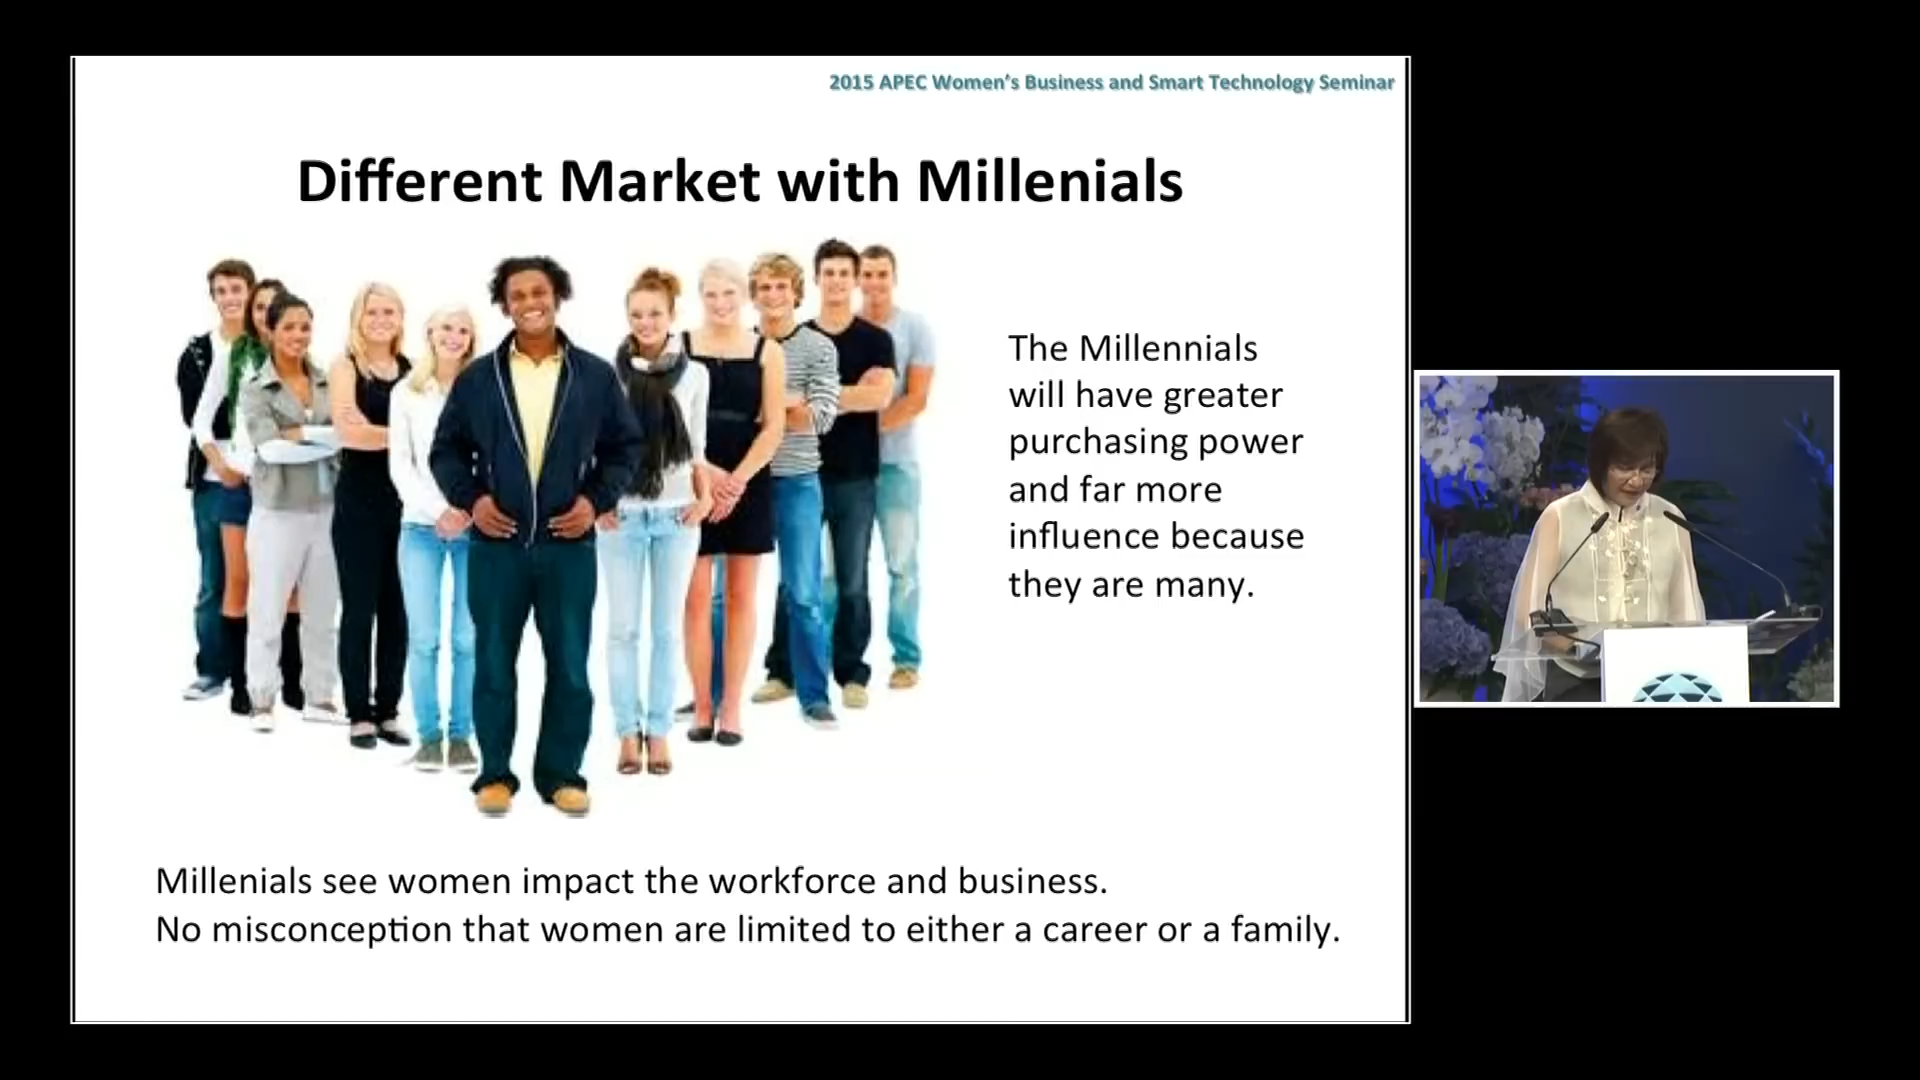 2015 APEC Women's Business and Smart Technology Seminar
Different Market with Millenials
The Millennials
will have greater
purchasing power
and far more
influence because
they are many.
Millenials see women impact the workforce and business.
No misconception that women are limited to either a career or a family.